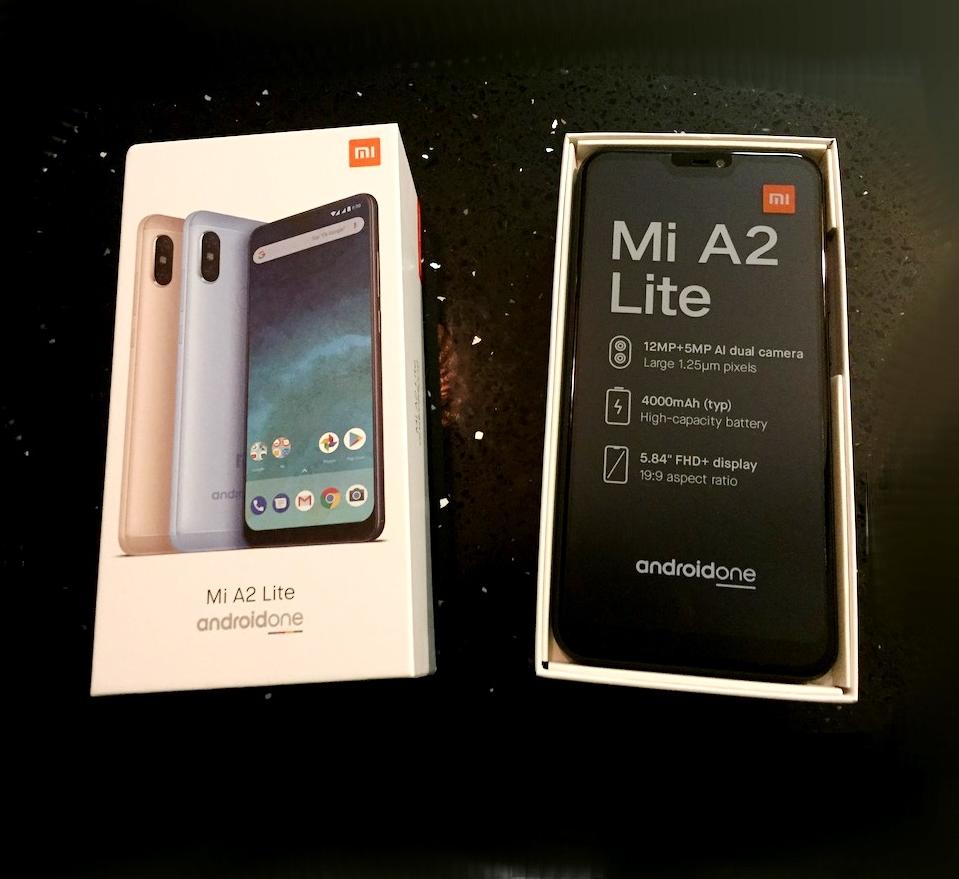 mi
Mi A2 Lite
androidone
mi
Mi A2
Lite
12MP+5MP AI dual camera
Large 1.25μm pixels
4000mAh (typ)
High-capacity battery
5.84" FHD+ display
19:9 aspect ratio
androidone